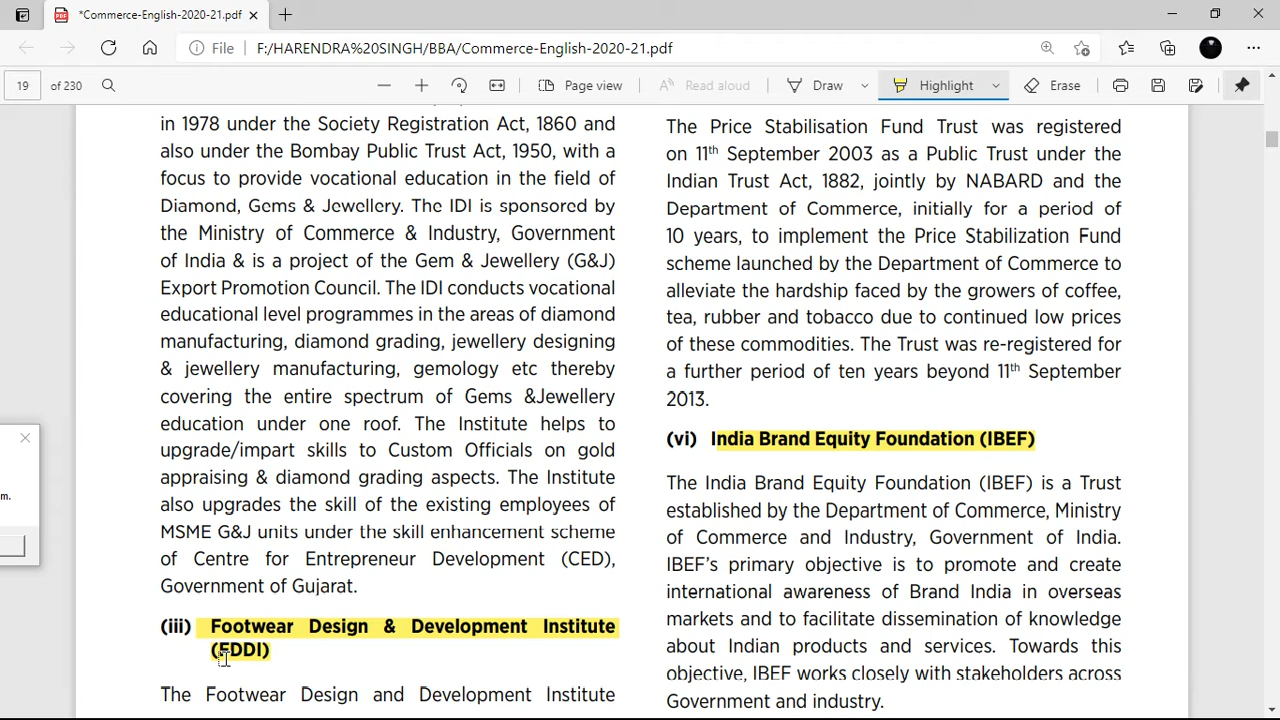 *Commerce-English-2020-21.pdf
File F:/HARENDRA%20SINGH/BBA/Commerce-English-2020-21.pdf
19 of 230 Page view Read aloud Draw Highlight Erase
in 1978 under the Society Registration Act, 1860 and
also under the Bombay Public Trust Act, 1950, with a
focus to provide vocational education in the field of
Diamond, Gems & Jewellery. The IDI is sponsored by
the Ministry of Commerce & Industry, Government
of India & is a project of the Gem & Jewellery (G&J)
Export Promotion Council. The IDI conducts vocational
educational level programmes in the areas of diamond
manufacturing, diamond grading, jewellery designing
& jewellery manufacturing, gemology etc thereby
covering the entire spectrum of Gems &Jewellery
education under one roof. The Institute helps to
upgrade/impart skills to Custom Officials on gold
appraising & diamond grading aspects. The Institute
also upgrades the skill of the existing employees of
MSME G&J units under the skill enhancement scheme
of Centre for Entrepreneur Development (CED),
Government of Gujarat.
(iii) Footwear Design & Development Institute
(FDDI)
The Footwear Design and Development Institute
The Price Stabilisation Fund Trust was registered
on 11th September 2003 as a Public Trust under the
Indian Trust Act, 1882, jointly by NABARD and the
Department of Commerce, initially for a period of
10 years, to implement the Price Stabilization Fund
scheme launched by the Department of Commerce to
alleviate the hardship faced by the growers of coffee,
tea, rubber and tobacco due to continued low prices
of these commodities. The Trust was re-registered for
a further period of ten years beyond 11th September
2013.
(vi) India Brand Equity Foundation (IBEF)
The India Brand Equity Foundation (IBEF) is a Trust
established by the Department of Commerce, Ministry
of Commerce and Industry, Government of India.
IBEF's primary objective is to promote and create
international awareness of Brand India in overseas
markets and to facilitate dissemination of knowledge
about Indian products and services. Towards this
objective, IBEF works closely with stakeholders across
Government and industry.